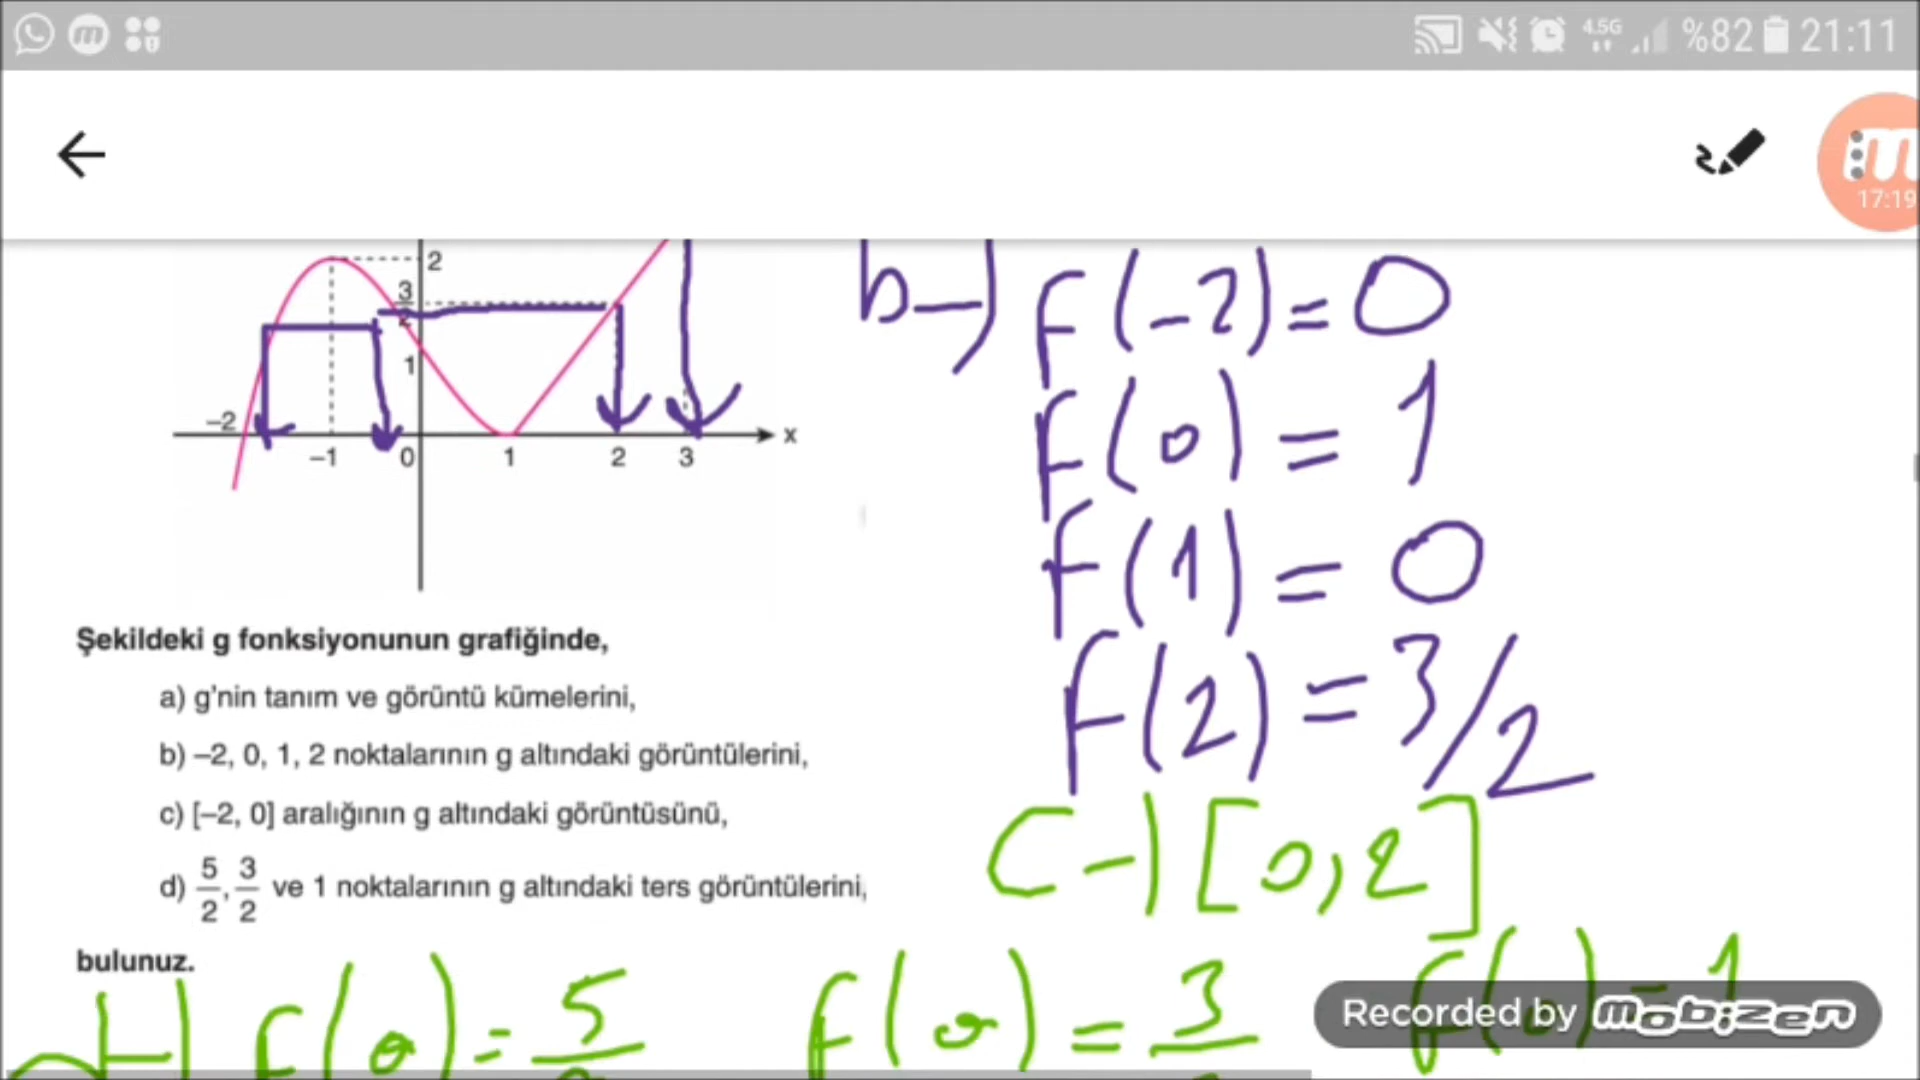 4.5G %82 21:11
17:19
2
3
2
1
-2
x
-1 0 1 2 3
b-) F(-2)=0
F(0)=1
F(1)=0
F(2)=3/2
C-) [0,2]
Şekildeki g fonksiyonunun grafiğinde,
a) g'nin tanım ve görüntü kümelerini,
b) –2, 0, 1, 2 noktalarının g altındaki görüntülerini,
c) [–2, 0] aralığının g altındaki görüntüsünü,
d) 5/2, 3/2 ve 1 noktalarının g altındaki ters görüntülerini,
bulunuz.
Recorded by mobizen